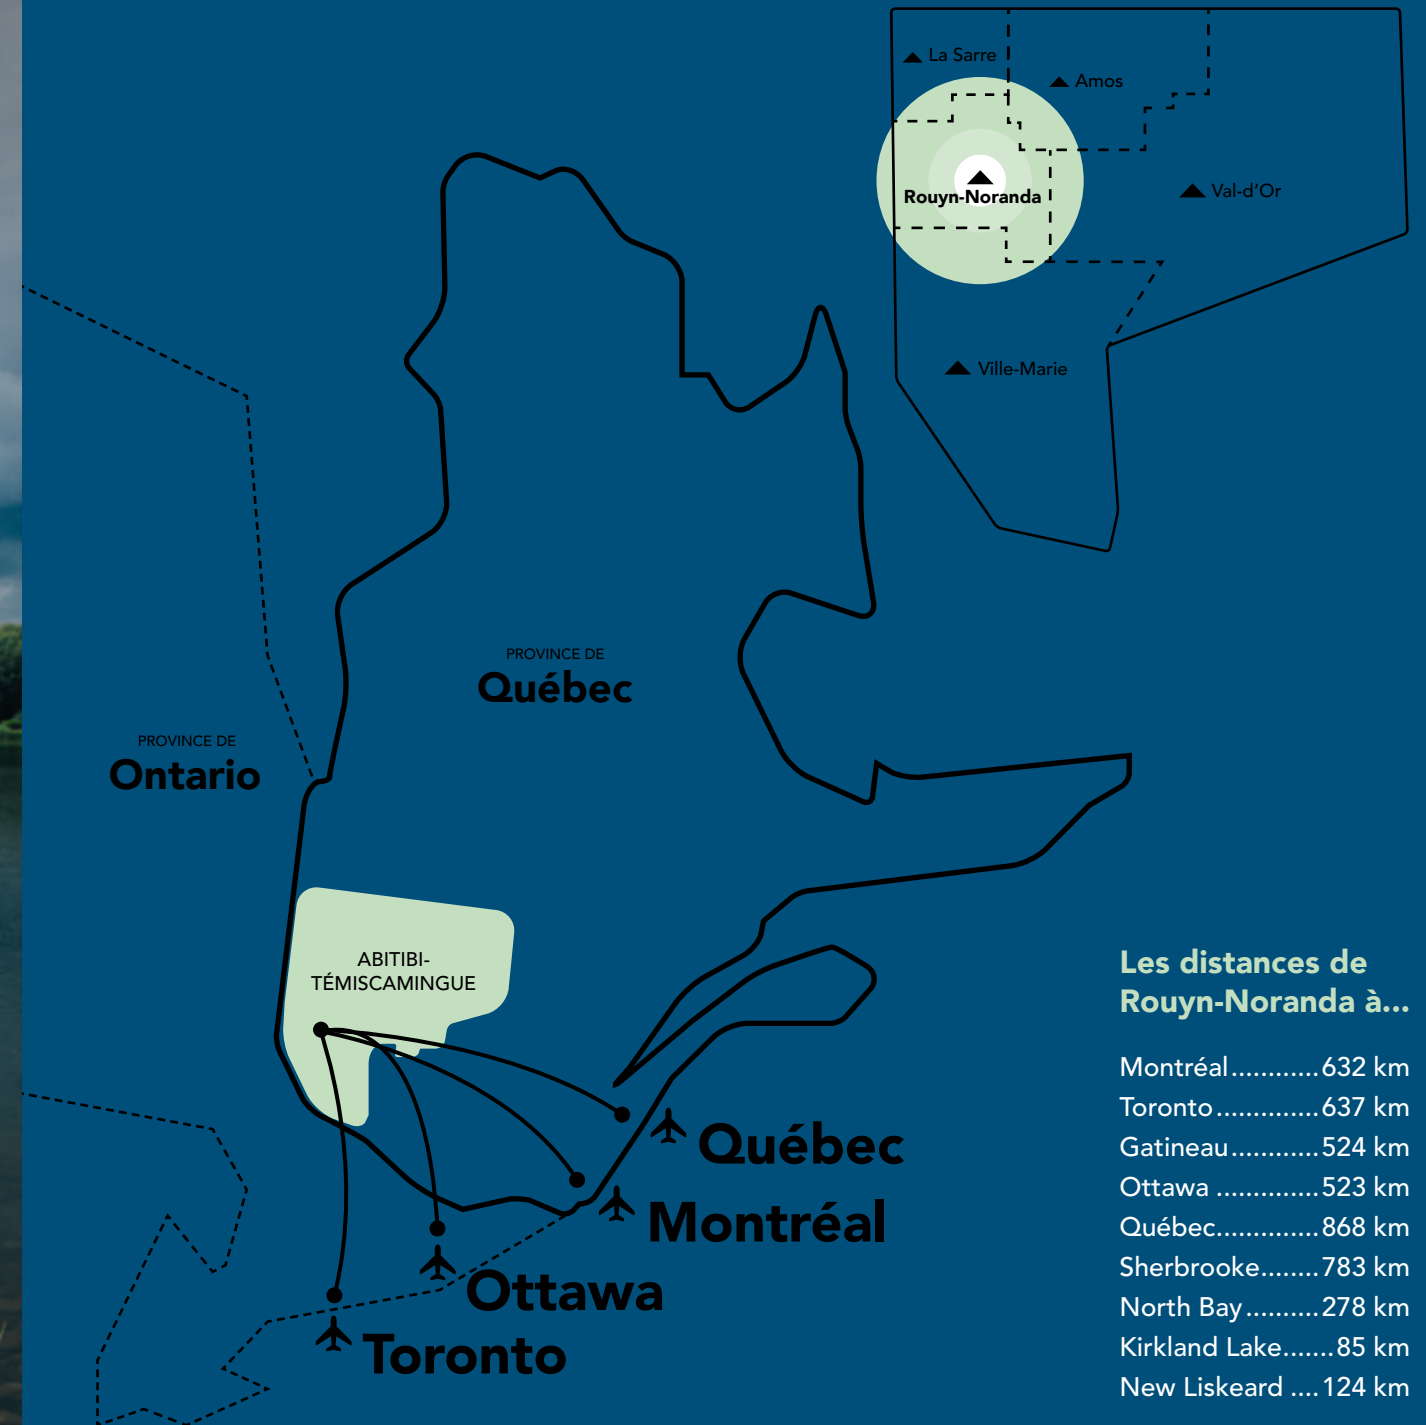 La Sarre
Amos
Rouyn-Noranda
Val-d'Or
Ville-Marie
PROVINCE DE
Québec
PROVINCE DE
Ontario
ABITIBI-
TÉMISCAMINGUE
Québec
Montréal
Ottawa
Toronto
Les distances de
Rouyn-Noranda à...
Montréal............632 km
Toronto..............637 km
Gatineau............524 km
Ottawa ..............523 km
Québec..............868 km
Sherbrooke........783 km
North Bay..........278 km
Kirkland Lake.......85 km
New Liskeard ....124 km